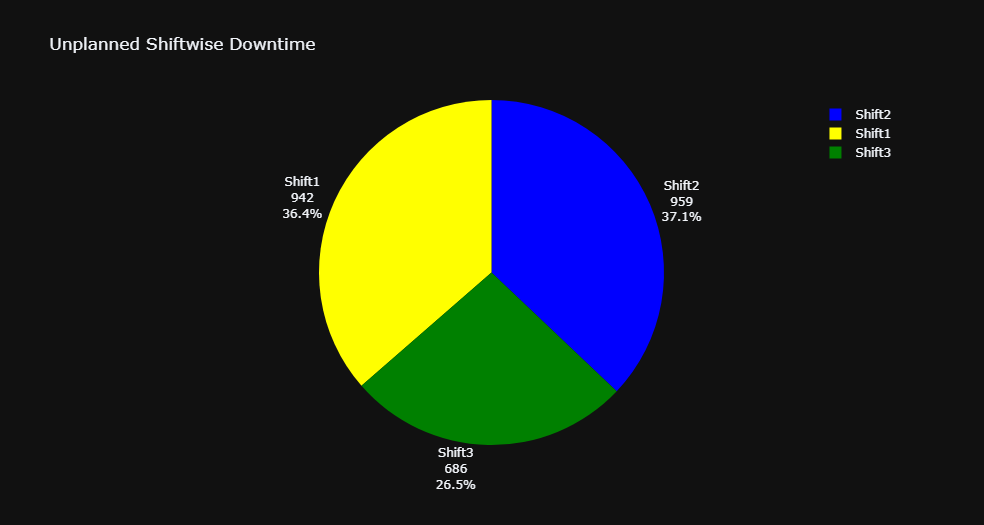 Unplanned Shiftwise Downtime
Shift2
Shift1
Shift3
Shift1
942
36.4%
Shift2
959
37.1%
Shift3
686
26.5%